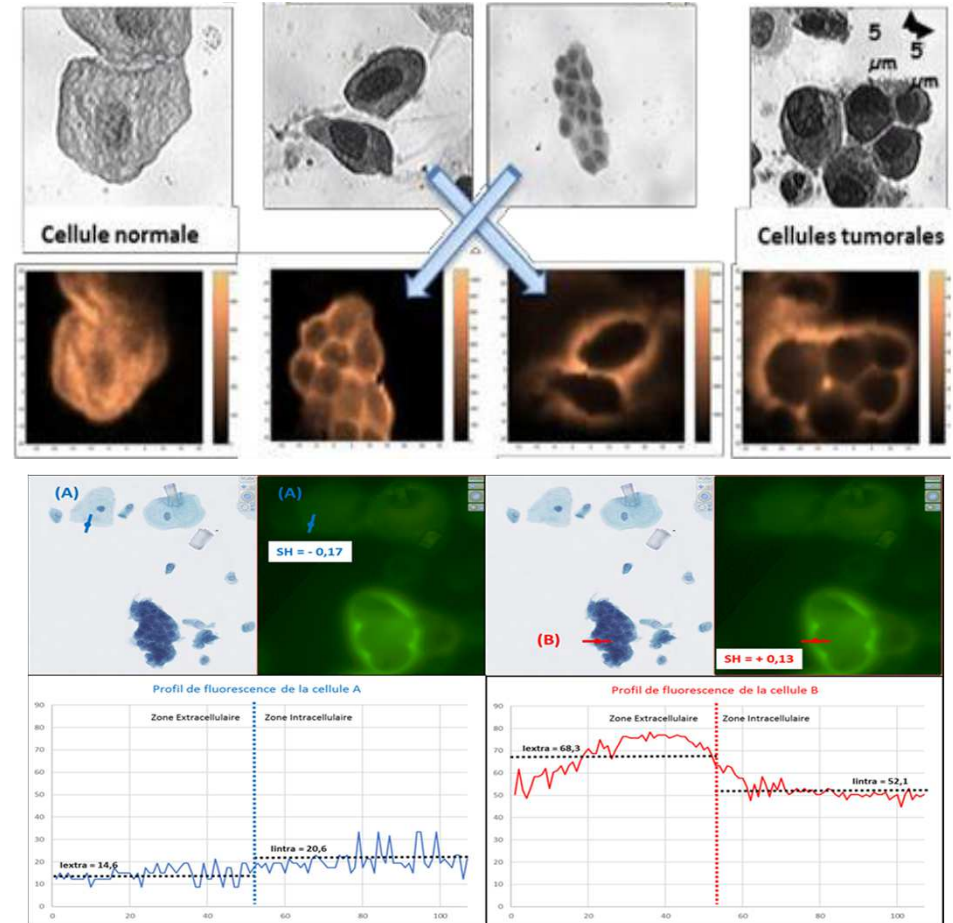 5
µm
5
µm
Cellule normale
Cellules tumorales
(A)
(A)
SH = - 0,17
(B)
SH = + 0,13
Profil de fluorescence de la cellule A
90
80
70
60
50
40
30
20
10
0
Zone Extracellulaire
Zone Intracellulaire
Iextra = 14,6
Iintra = 20,6
0
20
40
60
80
100
Profil de fluorescence de la cellule B
90
80
70
60
50
40
30
20
10
0
Zone Extracellulaire
Zone Intracellulaire
Iextra = 68,3
Iintra = 52,1
0
20
40
60
80
100